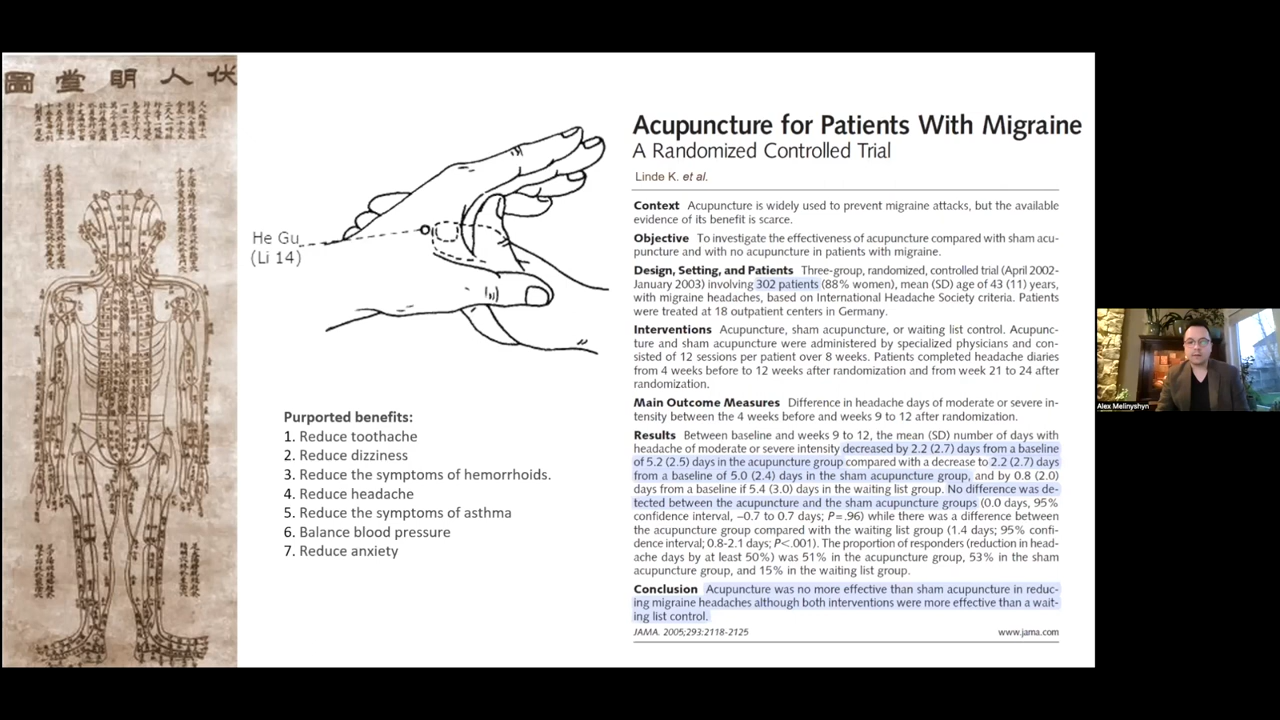 圖堂明人伏
He Gu
(Li 14)
Purported benefits:
1. Reduce toothache
2. Reduce dizziness
3. Reduce the symptoms of hemorrhoids.
4. Reduce headache
5. Reduce the symptoms of asthma
6. Balance blood pressure
7. Reduce anxiety
Acupuncture for Patients With Migraine
A Randomized Controlled Trial
Linde K. et al.
Context Acupuncture is widely used to prevent migraine attacks, but the available
evidence of its benefit is scarce.
Objective To investigate the effectiveness of acupuncture compared with sham acu-
puncture and with no acupuncture in patients with migraine.
Design, Setting, and Patients Three-group, randomized, controlled trial (April 2002-
January 2003) involving 302 patients (88% women), mean (SD) age of 43 (11) years,
with migraine headaches, based on International Headache Society criteria. Patients
were treated at 18 outpatient centers in Germany.
Interventions Acupuncture, sham acupuncture, or waiting list control. Acupunc-
ture and sham acupuncture were administered by specialized physicians and con-
sisted of 12 sessions per patient over 8 weeks. Patients completed headache diaries
from 4 weeks before to 12 weeks after randomization and from week 21 to 24 after
randomization.
Main Outcome Measures Difference in headache days of moderate or severe in-
tensity between the 4 weeks before and weeks 9 to 12 after randomization.
Results Between baseline and weeks 9 to 12, the mean (SD) number of days with
headache of moderate or severe intensity decreased by 2.2 (2.7) days from a baseline
of 5.2 (2.5) days in the acupuncture group compared with a decrease to 2.2 (2.7) days
from a baseline of 5.0 (2.4) days in the sham acupuncture group, and by 0.8 (2.0)
days from a baseline if 5.4 (3.0) days in the waiting list group. No difference was de-
tected between the acupuncture and the sham acupuncture groups (0.0 days, 95%
confidence interval, −0.7 to 0.7 days; P=.96) while there was a difference between
the acupuncture group compared with the waiting list group (1.4 days; 95% confi-
dence interval; 0.8-2.1 days; P<.001). The proportion of responders (reduction in head-
ache days by at least 50%) was 51% in the acupuncture group, 53% in the sham
acupuncture group, and 15% in the waiting list group.
Conclusion Acupuncture was no more effective than sham acupuncture in reduc-
ing migraine headaches although both interventions were more effective than a wait-
ing list control.
JAMA. 2005;293:2118-2125 www.jama.com
Alex Melinyshyn